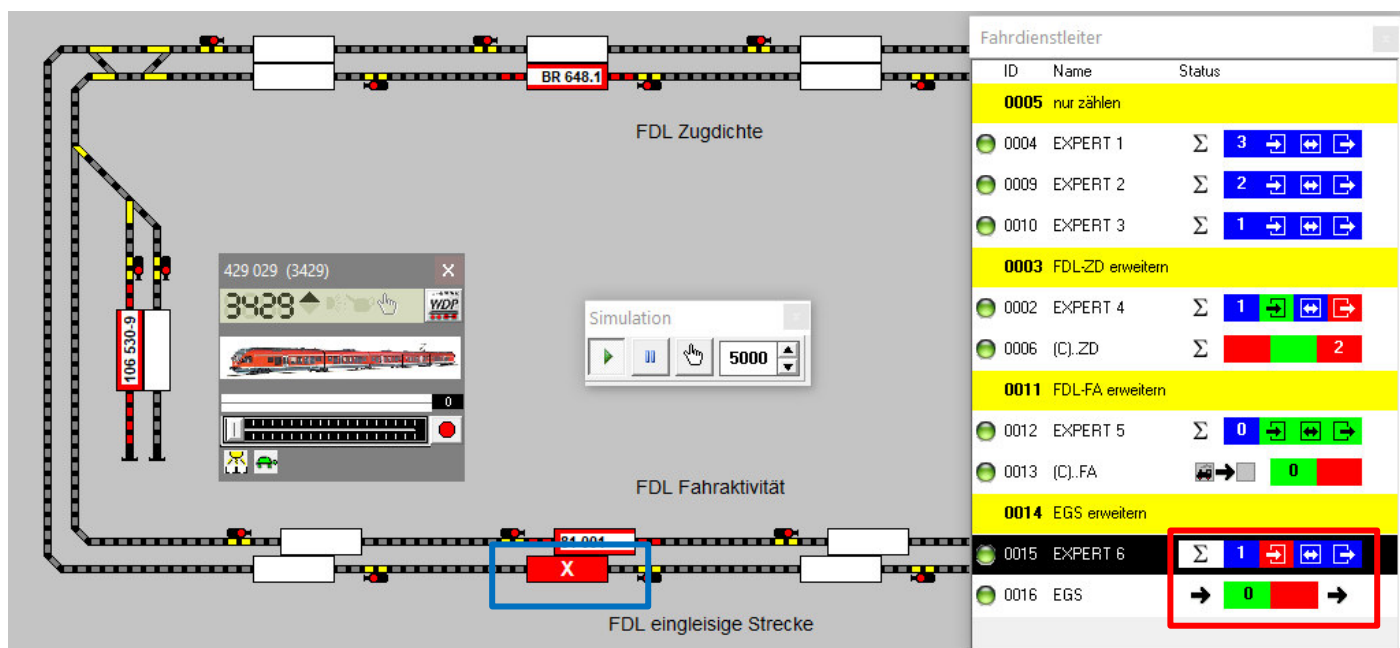 BR 648.1
FDL Zugdichte
106 530-9
429 029 (3429)
X
3429
WDP
0
Simulation
x
5000
FDL Fahraktivität
81 001
X
FDL eingleisige Strecke
Fahrdienstleiter
x
ID Name Status
0005 nur zählen
0004 EXPERT 1 Σ 3
0009 EXPERT 2 Σ 2
0010 EXPERT 3 Σ 1
0003 FDL-ZD erweitern
0002 EXPERT 4 Σ 1
0006 (C)..ZD Σ 2
0011 FDL-FA erweitern
0012 EXPERT 5 Σ 0
0013 (C)..FA 0
0014 EGS erweitern
0015 EXPERT 6 Σ 1
0016 EGS 0